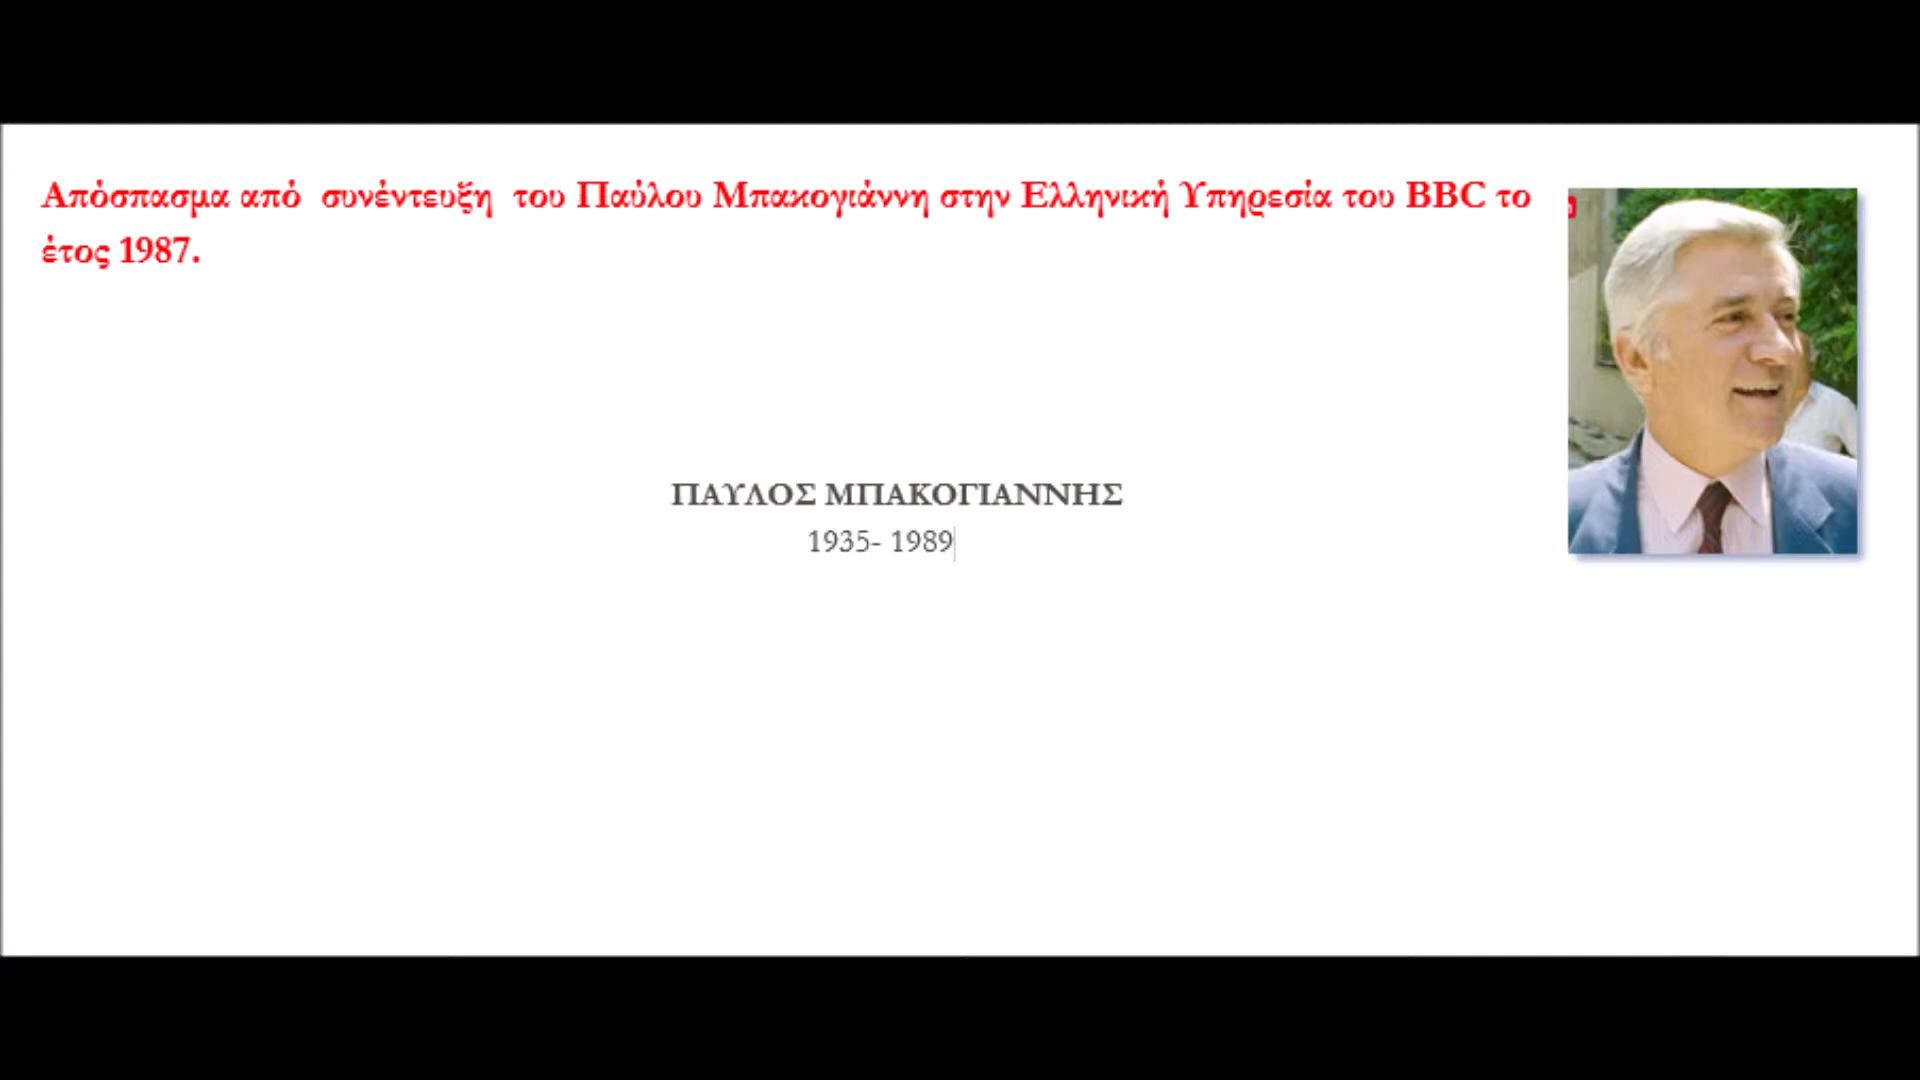 Απόσπασμα από συνέντευξη του Παύλου Μπακογιάννη στην Ελληνική Υπηρεσία του BBC το
έτος 1987.
ΠΑΥΛΟΣ ΜΠΑΚΟΓΙΑΝΝΗΣ
1935- 1989